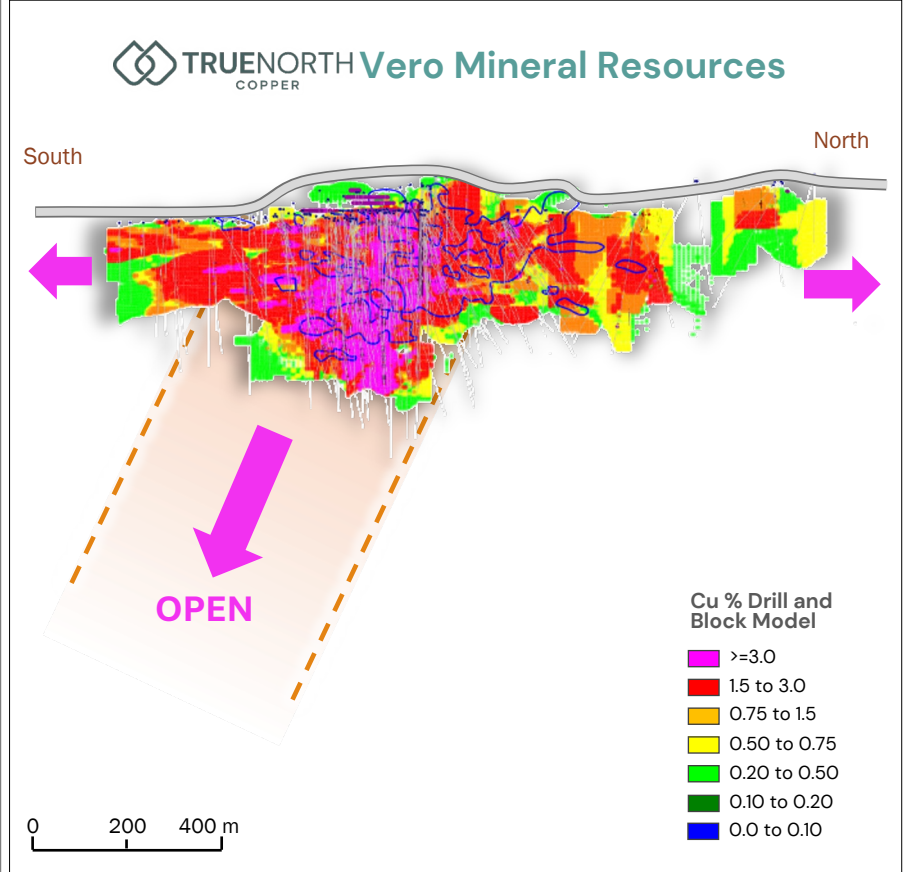 TRUENORTH
COPPER
Vero Mineral Resources
South
North
OPEN
Cu % Drill and
Block Model
>=3.0
1.5 to 3.0
0.75 to 1.5
0.50 to 0.75
0.20 to 0.50
0.10 to 0.20
0.0 to 0.10
0 200 400 m